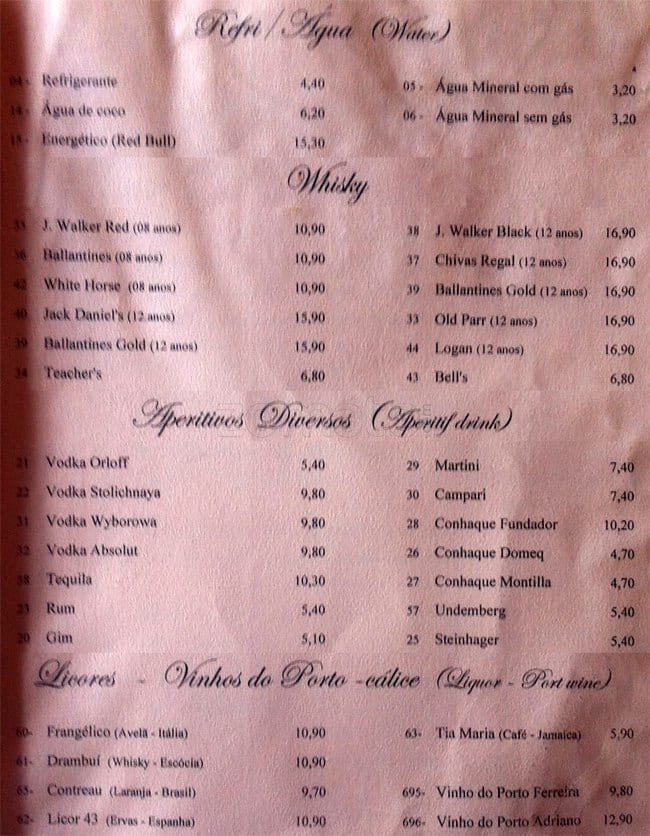 Refri / Água (Water)
04- Refrigerante 4,40 05- Água Mineral com gás 3,20
14- Água de coco 6,20 06- Água Mineral sem gás 3,20
15- Energético (Red Bull) 15,30
Whisky
35 J. Walker Red (08 anos) 10,90 38 J. Walker Black (12 anos) 16,90
36 Ballantines (08 anos) 10,90 37 Chivas Regal (12 anos) 16,90
42 White Horse (08 anos) 10,90 39 Ballantines Gold (12 anos) 16,90
40 Jack Daniel's (12 anos) 15,90 33 Old Parr (12 anos) 16,90
39 Ballantines Gold (12 anos) 15,90 44 Logan (12 anos) 16,90
34 Teacher's 6,80 43 Bell's 6,80
Aperitivos Diversos (Aperitif drink)
21 Vodka Orloff 5,40 29 Martini 7,40
22 Vodka Stolichnaya 9,80 30 Campari 7,40
31 Vodka Wyborowa 9,80 28 Conhaque Fundador 10,20
32 Vodka Absolut 9,80 26 Conhaque Domeq 4,70
58 Tequila 10,30 27 Conhaque Montilla 4,70
23 Rum 5,40 57 Undemberg 5,40
20 Gim 5,10 25 Steinhager 5,40
Licores - Vinhos do Porto -cálice (Liquor - Port wine)
60- Frangélico (Avelã - Itália) 10,90 63- Tia Maria (Café - Jamaica) 5,90
61- Drambuí (Whisky - Escócia) 10,90
65- Contreau (Laranja - Brasil) 9,70 695- Vinho do Porto Ferreira 9,80
62- Licor 43 (Ervas - Espanha) 10,90 696- Vinho do Porto Adriano 12,90